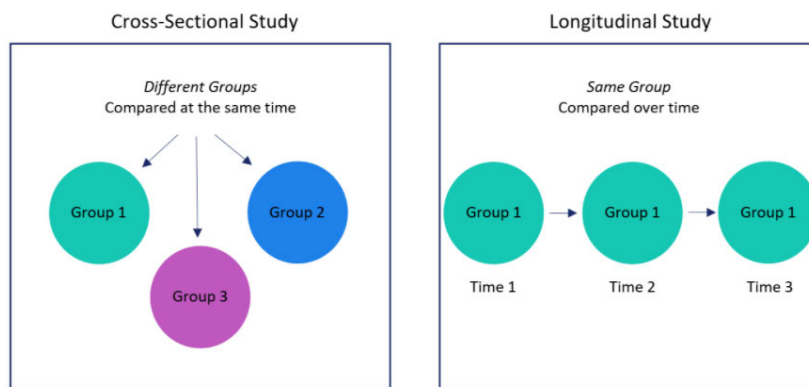 Cross-Sectional Study
Different Groups
Compared at the same time
Group 1
Group 2
Group 3
Longitudinal Study
Same Group
Compared over time
Group 1
Group 1
Group 1
Time 1
Time 2
Time 3